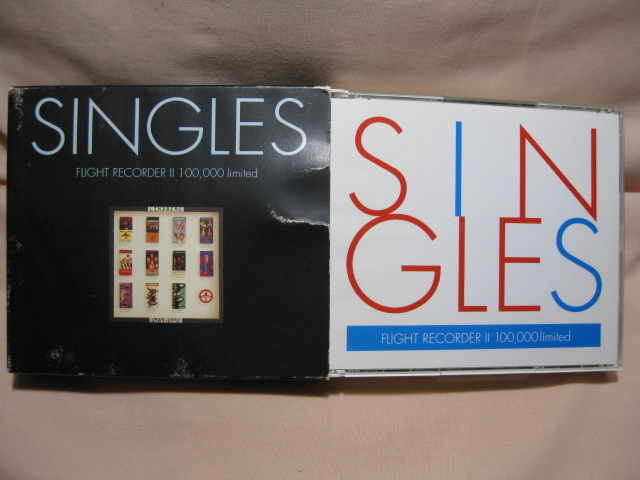 SINGLES
FLIGHT RECORDER II 100,000 limited
SIN
GLES
FLIGHT RECORDER II 100,000 limited